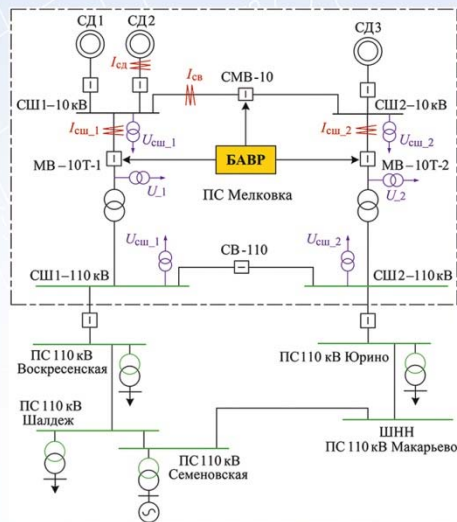 СД1
СД2
СД3
Iсд
Iсв
СМВ-10
СШ1–10 кВ
СШ2–10 кВ
Iсш_1
Uсш_1
Iсш_2
Uсш_2
МВ–10Т-1
БАВР
МВ–10Т-2
U_1
ПС Мелковка
U_2
Uсш_1
Uсш_2
СВ-110
СШ1–110 кВ
СШ2–110 кВ
ПС 110 кВ
Воскресенская
ПС 110 кВ Юрино
ПС 110 кВ
Шалдеж
ПС 110 кВ
Семеновская
ШНН
ПС 110 кВ Макарьево